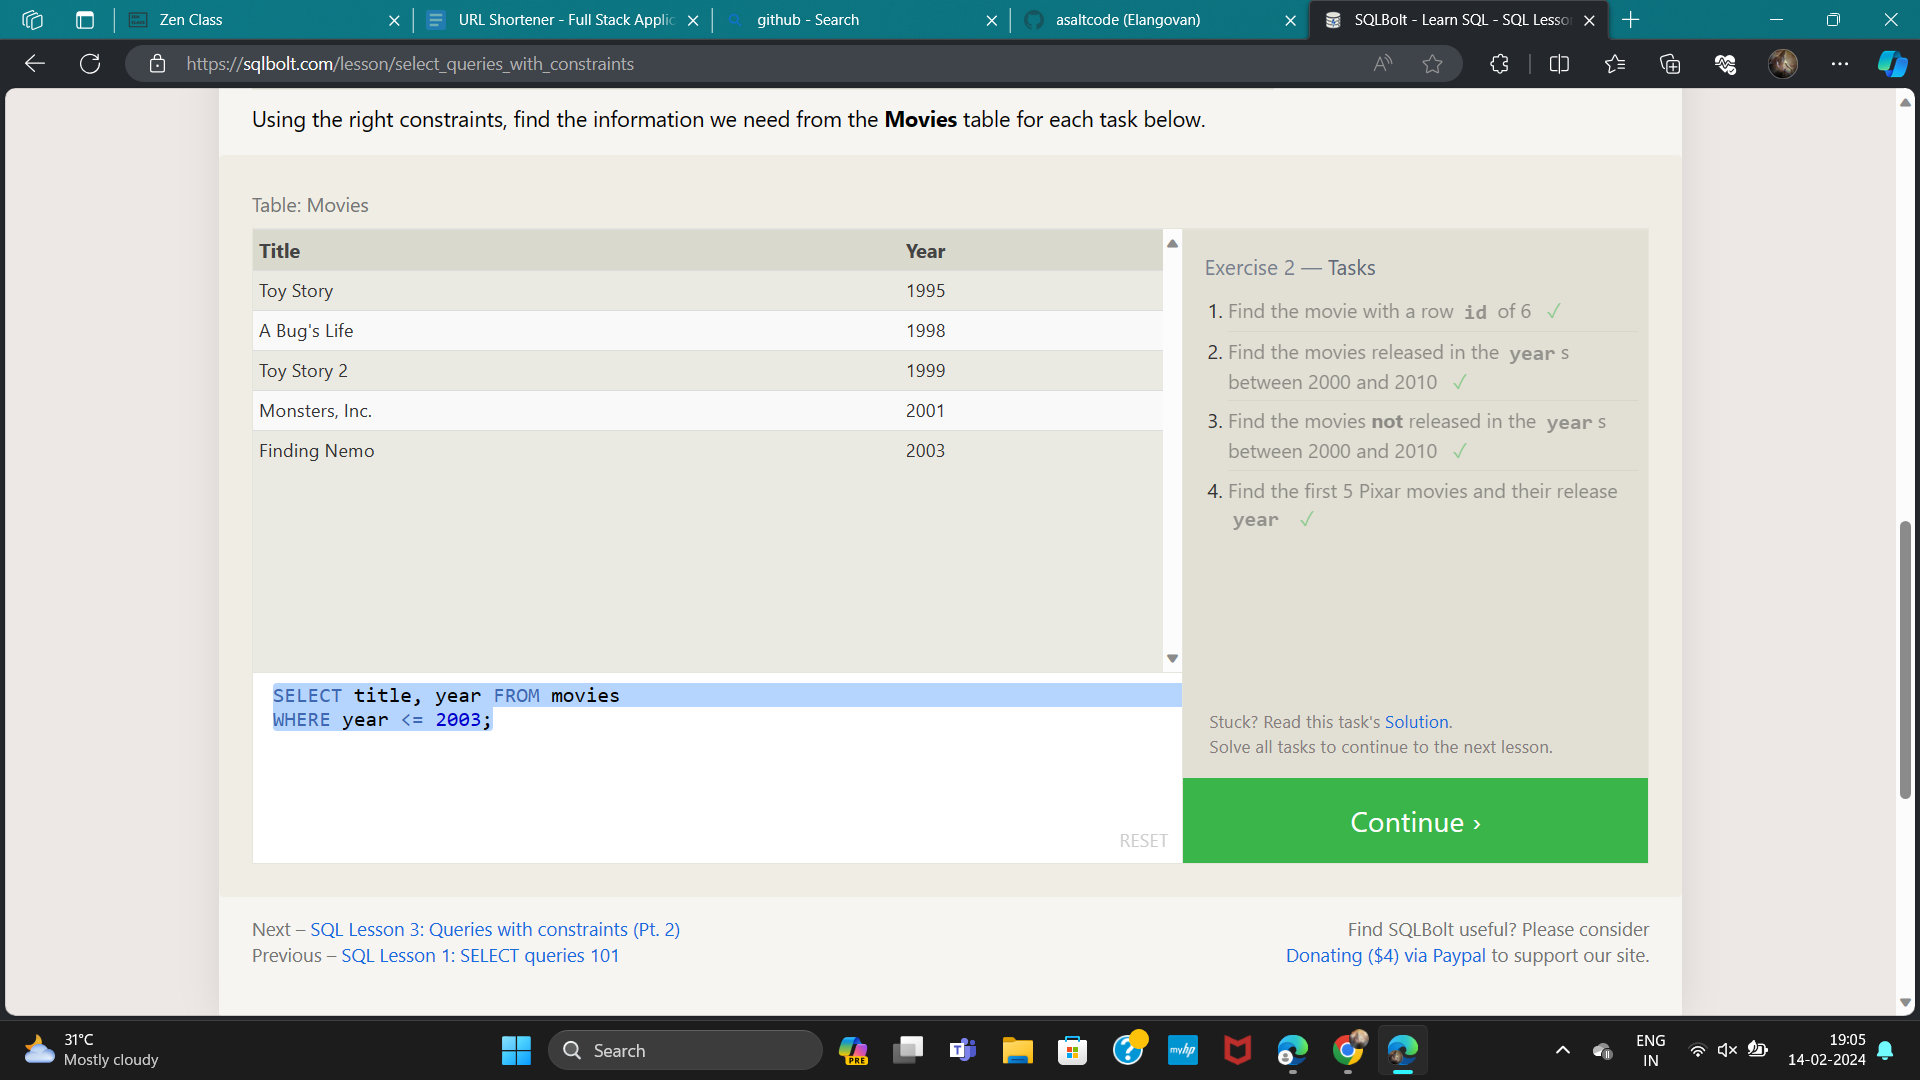 Zen Class
URL Shortener - Full Stack Applic
github - Search
asaltcode (Elangovan)
SQLBolt - Learn SQL - SQL Lesso
https://sqlbolt.com/lesson/select_queries_with_constraints
Using the right constraints, find the information we need from the Movies table for each task below.
Table: Movies
Title Year
Toy Story 1995
A Bug's Life 1998
Toy Story 2 1999
Monsters, Inc. 2001
Finding Nemo 2003
SELECT title, year FROM movies
WHERE year <= 2003;
RESET
Exercise 2 — Tasks
1. Find the movie with a row id of 6 ✓
2. Find the movies released in the year s
between 2000 and 2010 ✓
3. Find the movies not released in the year s
between 2000 and 2010 ✓
4. Find the first 5 Pixar movies and their release
year ✓
Stuck? Read this task's Solution.
Solve all tasks to continue to the next lesson.
Continue ›
Next – SQL Lesson 3: Queries with constraints (Pt. 2)
Previous – SQL Lesson 1: SELECT queries 101
Find SQLBolt useful? Please consider
Donating ($4) via Paypal to support our site.
31°C
Mostly cloudy
Search
PRE
myhp
ENG
IN
19:05
14-02-2024